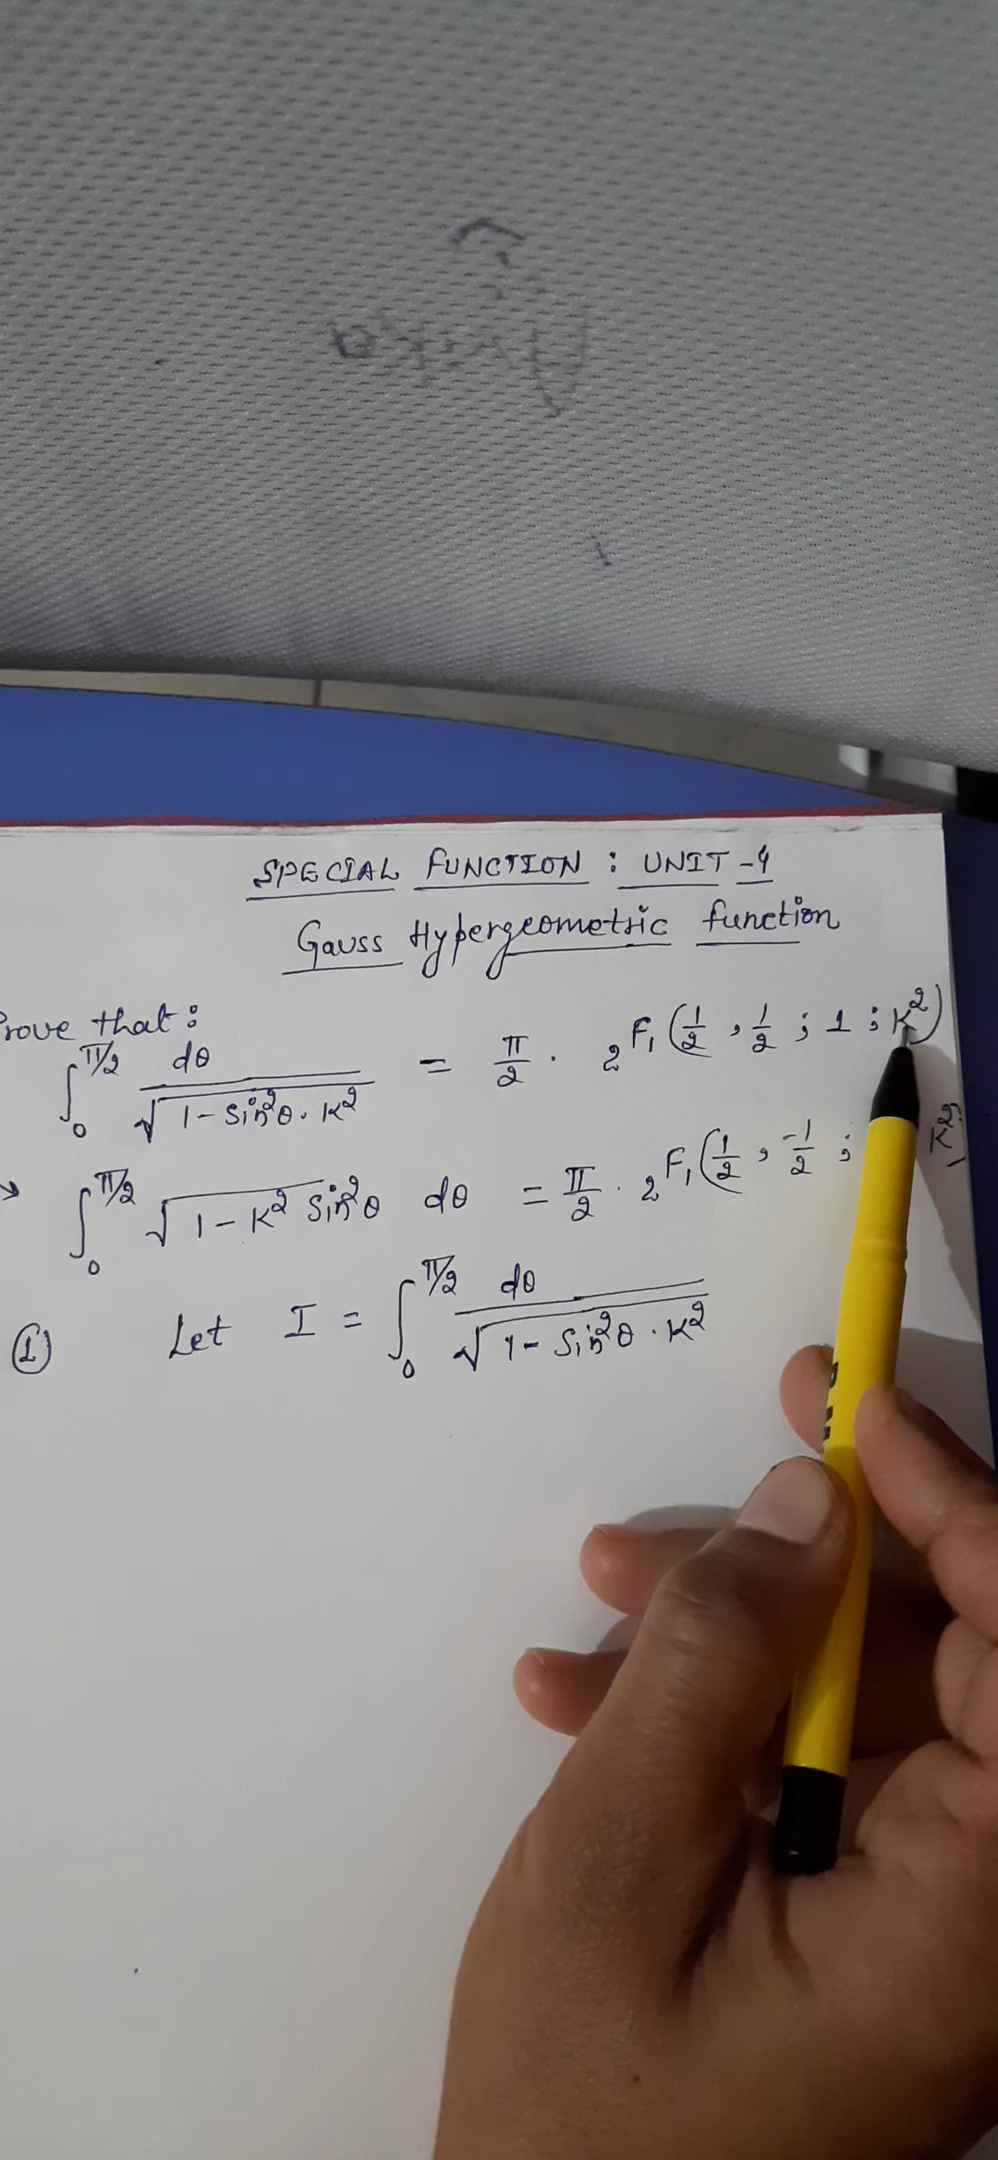 Anika
SPECIAL FUNCTION : UNIT -4
Gauss Hypergeometric function
Prove that :
∫₀^{π/2} dθ / √(1 - Sin²θ . K²) = π/2 . ₂F₁(1/2 , 1/2 ; 1 ; K²)
→ ∫₀^{π/2} √(1 - K² Sin²θ) dθ = π/2 . ₂F₁(1/2 , -1/2 ; K²)
① Let I = ∫₀^{π/2} dθ / √(1 - Sin²θ . K²)